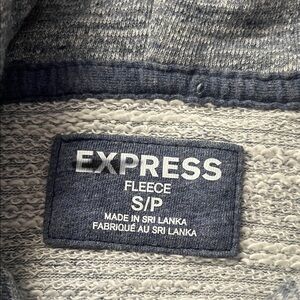 EXPRESS
FLEECE
S/P
MADE IN SRI LANKA
FABRIQUÉ AU SRI LANKA